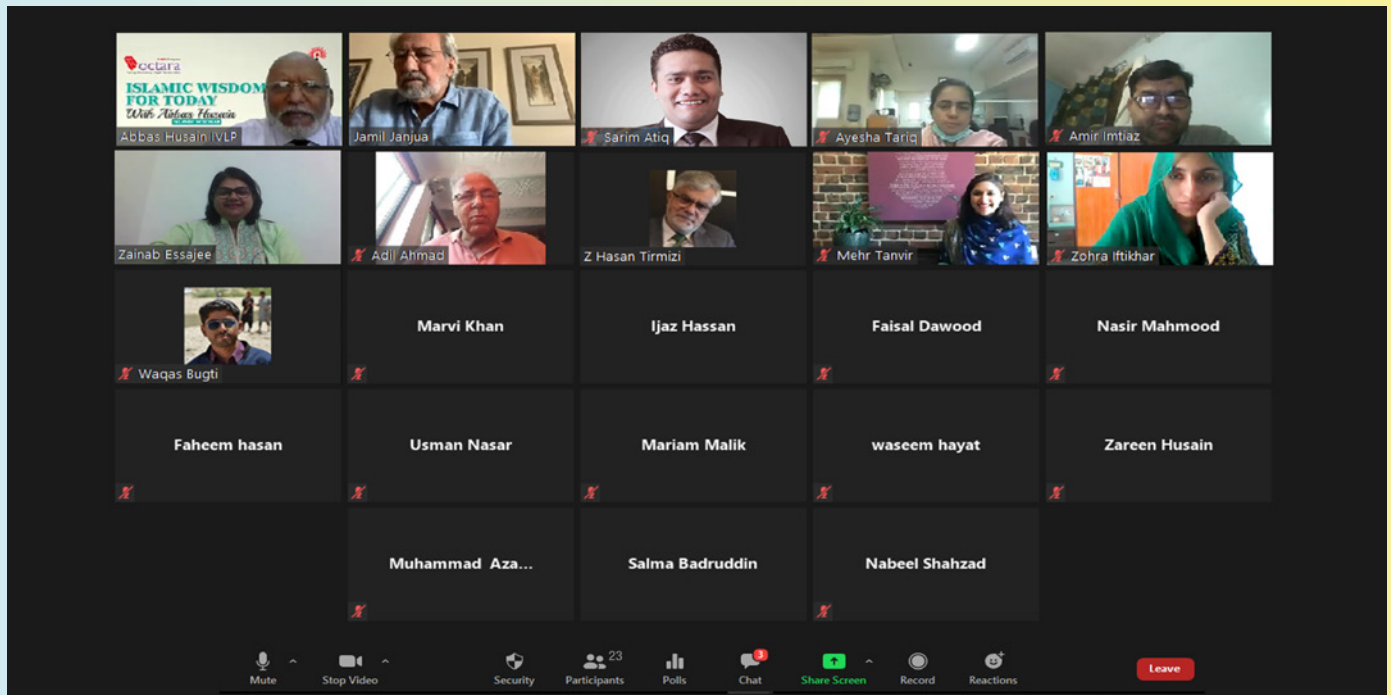 octara
ISLAMIC WISDOM
FOR TODAY
With Abbas Husain
Abbas Husain IVLP
Jamil Janjua
Sarim Atiq
Ayesha Tariq
Amir Imtiaz
Zainab Essajee
Adil Ahmad
Z Hasan Tirmizi
Mehr Tanvir
Zohra Iftikhar
Waqas Bugti
Marvi Khan
Ijaz Hassan
Faisal Dawood
Nasir Mahmood
Faheem hasan
Usman Nasar
Mariam Malik
waseem hayat
Zareen Husain
Muhammad Aza...
Salma Badruddin
Nabeel Shahzad
Mute
Stop Video
Security
23
Participants
Polls
3
Chat
Share Screen
Record
Reactions
Leave